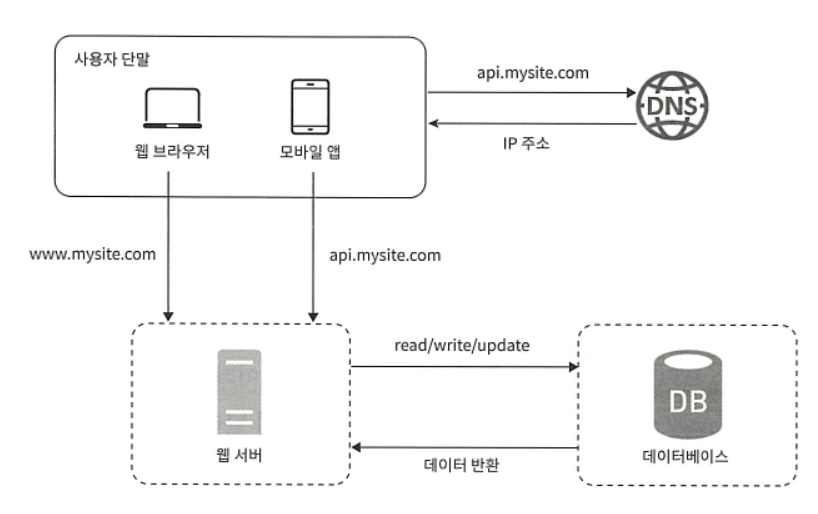 사용자 단말
api.mysite.com
DNS
웹 브라우저
모바일 앱
IP 주소
www.mysite.com
api.mysite.com
read/write/update
DB
웹 서버
데이터 반환
데이터베이스